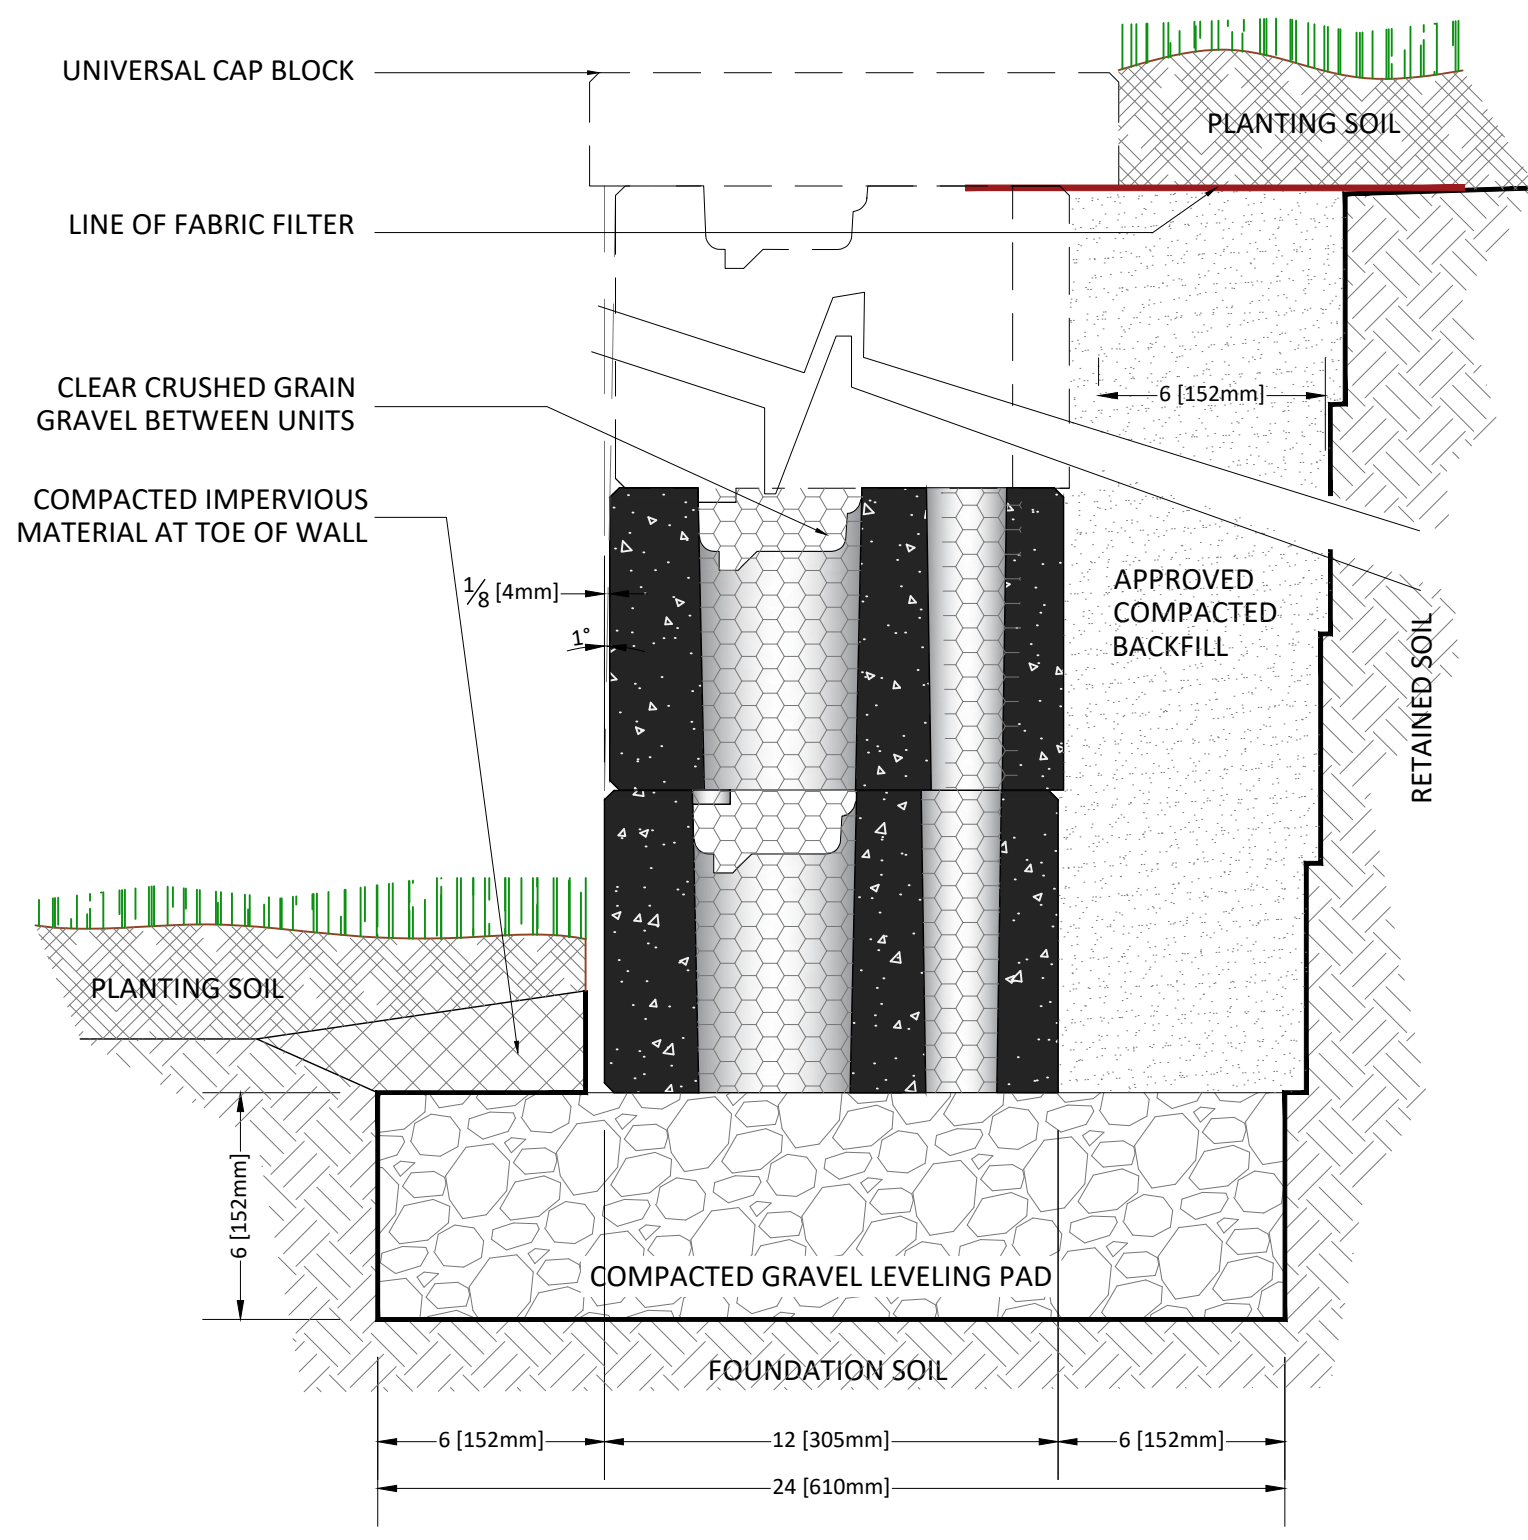 UNIVERSAL CAP BLOCK
PLANTING SOIL
LINE OF FABRIC FILTER
CLEAR CRUSHED GRAIN
GRAVEL BETWEEN UNITS
6 [152mm]
COMPACTED IMPERVIOUS
MATERIAL AT TOE OF WALL
⅛ [4mm]
1°
APPROVED
COMPACTED
BACKFILL
RETAINED SOIL
PLANTING SOIL
6 [152mm]
COMPACTED GRAVEL LEVELING PAD
FOUNDATION SOIL
6 [152mm]
12 [305mm]
6 [152mm]
24 [610mm]